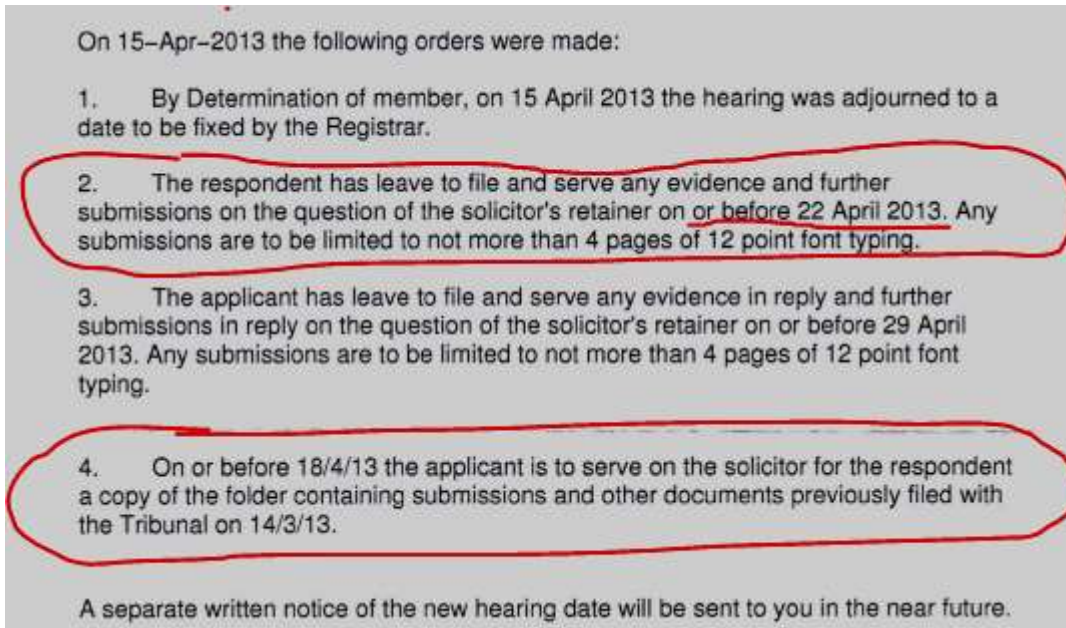 On 15-Apr-2013 the following orders were made:
1. By Determination of member, on 15 April 2013 the hearing was adjourned to a
date to be fixed by the Registrar.
2. The respondent has leave to file and serve any evidence and further
submissions on the question of the solicitor's retainer on or before 22 April 2013. Any
submissions are to be limited to not more than 4 pages of 12 point font typing.
3. The applicant has leave to file and serve any evidence in reply and further
submissions in reply on the question of the solicitor's retainer on or before 29 April
2013. Any submissions are to be limited to not more than 4 pages of 12 point font
typing.
4. On or before 18/4/13 the applicant is to serve on the solicitor for the respondent
a copy of the folder containing submissions and other documents previously filed with
the Tribunal on 14/3/13.
A separate written notice of the new hearing date will be sent to you in the near future.